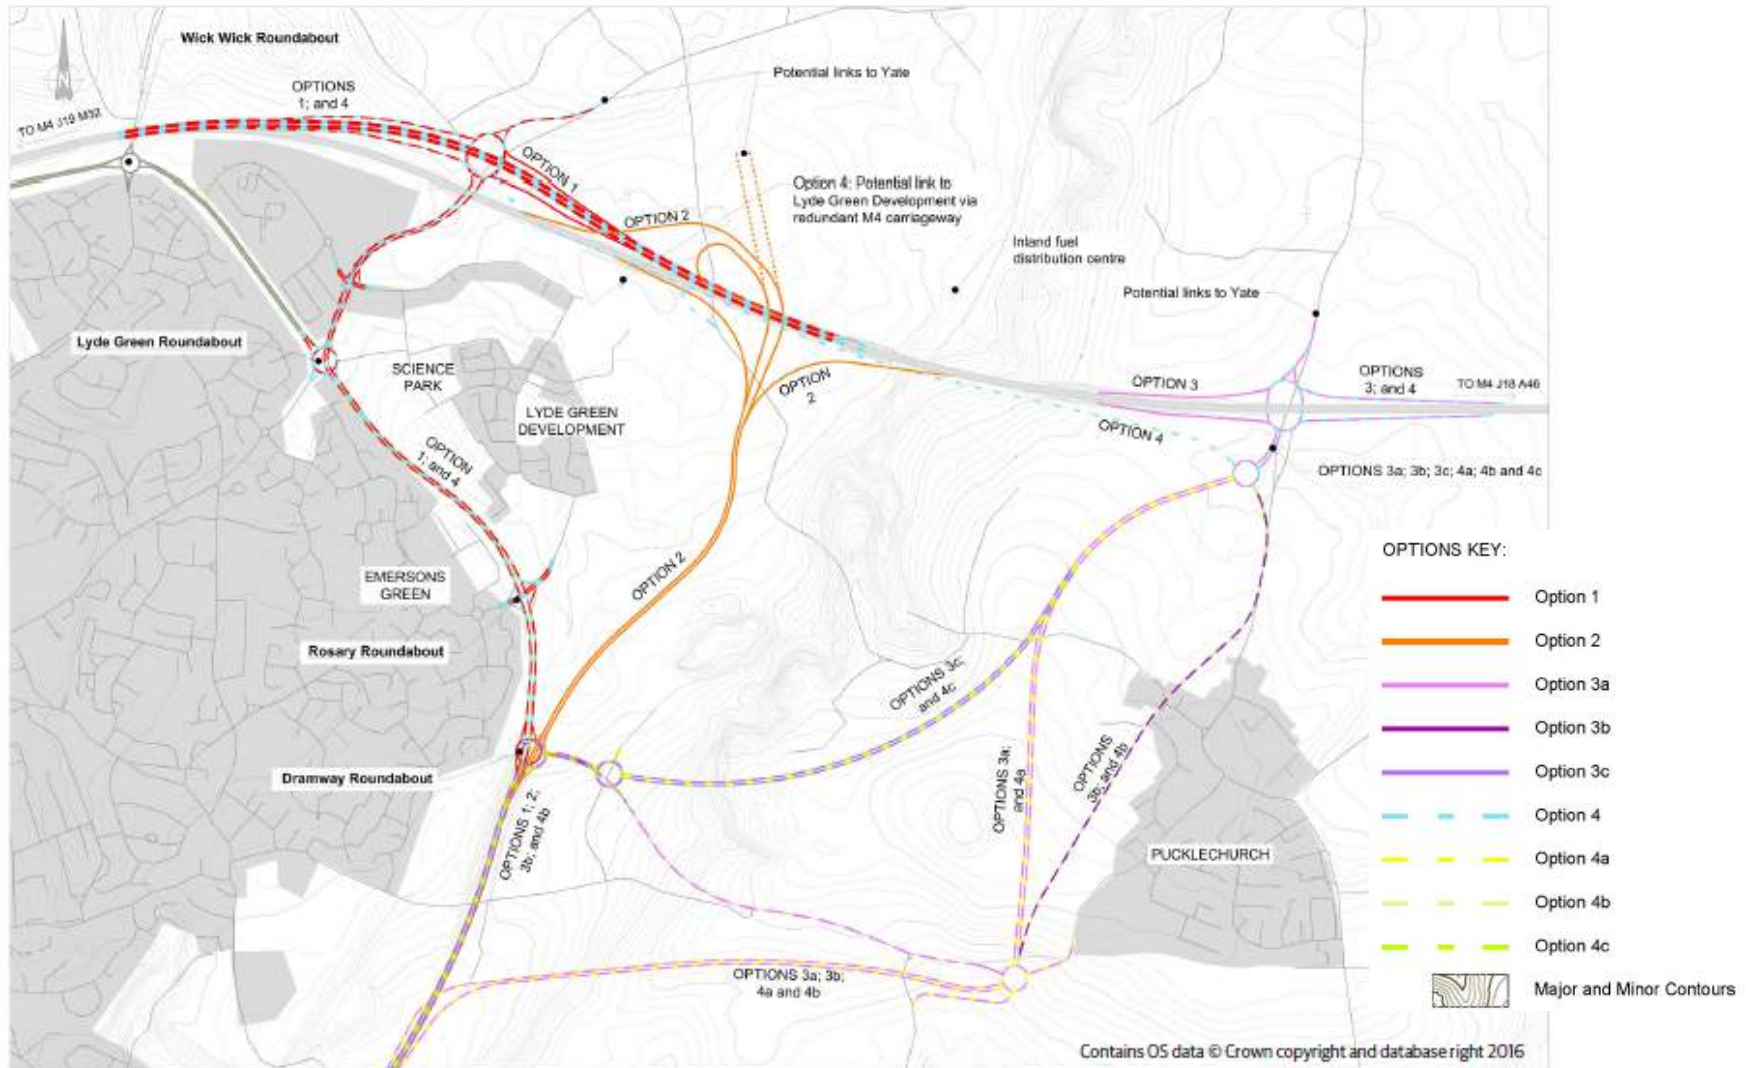 Wick Wick Roundabout
Potential links to Yate
OPTIONS
1; and 4
N
TO M4 J19 M32
OPTION 1
Option 4: Potential link to
Lyde Green Development via
redundant M4 carriageway
OPTION 2
Inland fuel
distribution centre
Potential links to Yate
Lyde Green Roundabout
SCIENCE
PARK
OPTION
2
OPTION 3
OPTIONS
3; and 4
TO M4 J18 A46
LYDE GREEN
DEVELOPMENT
OPTION 4
OPTION
1; and 4
OPTIONS 3a; 3b; 3c; 4a; 4b and 4c
OPTION 2
EMERSONS
GREEN
Rosary Roundabout
OPTIONS 3c;
and 4c
Dramway Roundabout
OPTIONS 3a;
and 4a
OPTIONS
3b; and 4b
OPTIONS 1; 2;
3b; and 4b
PUCKLECHURCH
OPTIONS 3a; 3b;
4a and 4b
OPTIONS KEY:
Option 1
Option 2
Option 3a
Option 3b
Option 3c
Option 4
Option 4a
Option 4b
Option 4c
Major and Minor Contours
Contains OS data © Crown copyright and database right 2016